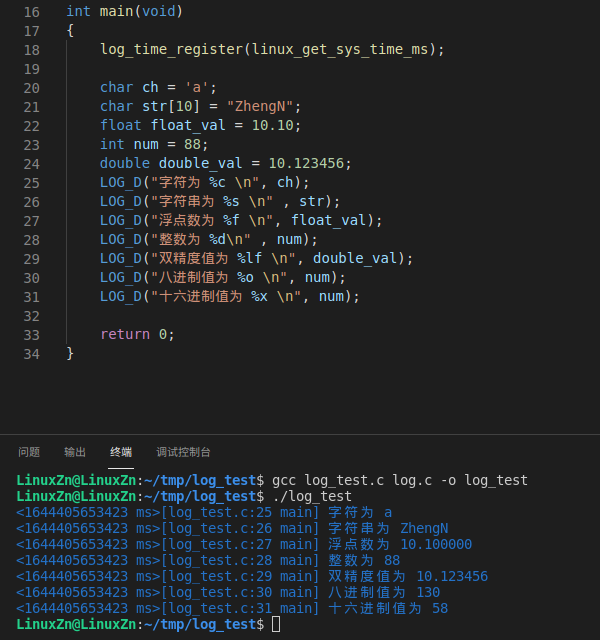 16 int main(void)
17 {
18 log_time_register(linux_get_sys_time_ms);
19
20 char ch = 'a';
21 char str[10] = "ZhengN";
22 float float_val = 10.10;
23 int num = 88;
24 double double_val = 10.123456;
25 LOG_D("字符为 %c \n", ch);
26 LOG_D("字符串为 %s \n" , str);
27 LOG_D("浮点数为 %f \n", float_val);
28 LOG_D("整数为 %d\n" , num);
29 LOG_D("双精度值为 %lf \n", double_val);
30 LOG_D("八进制值为 %o \n", num);
31 LOG_D("十六进制值为 %x \n", num);
32
33 return 0;
34 }
问题 输出 终端 调试控制台
LinuxZn@LinuxZn:~/tmp/log_test$ gcc log_test.c log.c -o log_test
LinuxZn@LinuxZn:~/tmp/log_test$ ./log_test
<1644405653423 ms>[log_test.c:25 main] 字符为 a
<1644405653423 ms>[log_test.c:26 main] 字符串为 ZhengN
<1644405653423 ms>[log_test.c:27 main] 浮点数为 10.100000
<1644405653423 ms>[log_test.c:28 main] 整数为 88
<1644405653423 ms>[log_test.c:29 main] 双精度值为 10.123456
<1644405653423 ms>[log_test.c:30 main] 八进制值为 130
<1644405653423 ms>[log_test.c:31 main] 十六进制值为 58
LinuxZn@LinuxZn:~/tmp/log_test$